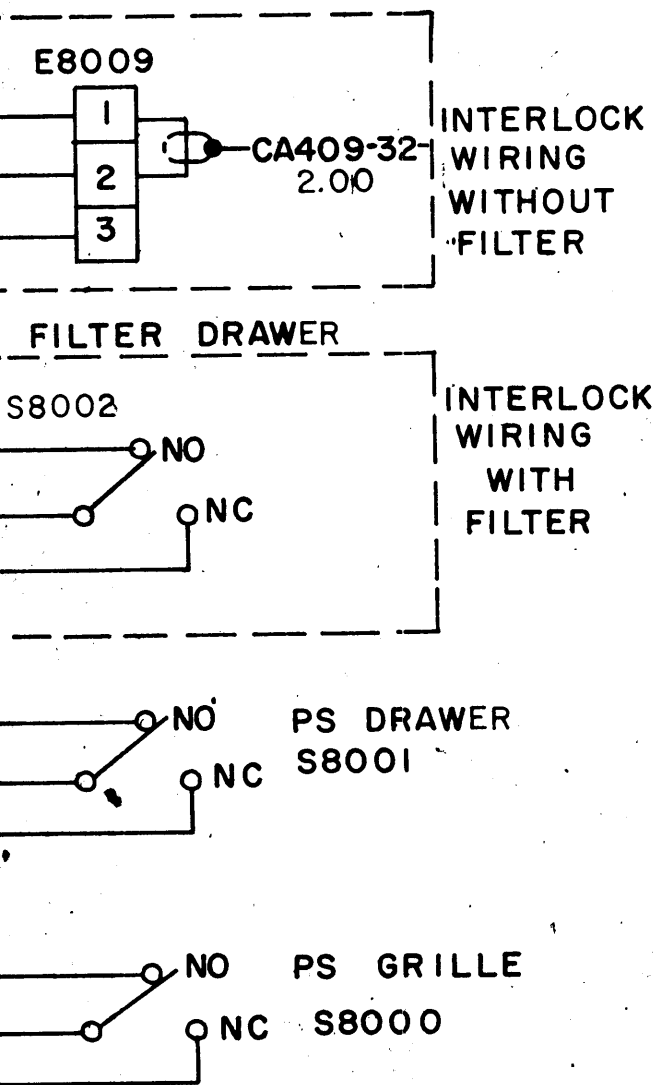 E8009
1
2
3
CA409-32-
2.00
INTERLOCK
WIRING
WITHOUT
FILTER
FILTER DRAWER
S8002
NO
NC
INTERLOCK
WIRING
WITH
FILTER
NO
NC
PS DRAWER
S8001
NO
NC
PS GRILLE
S8000